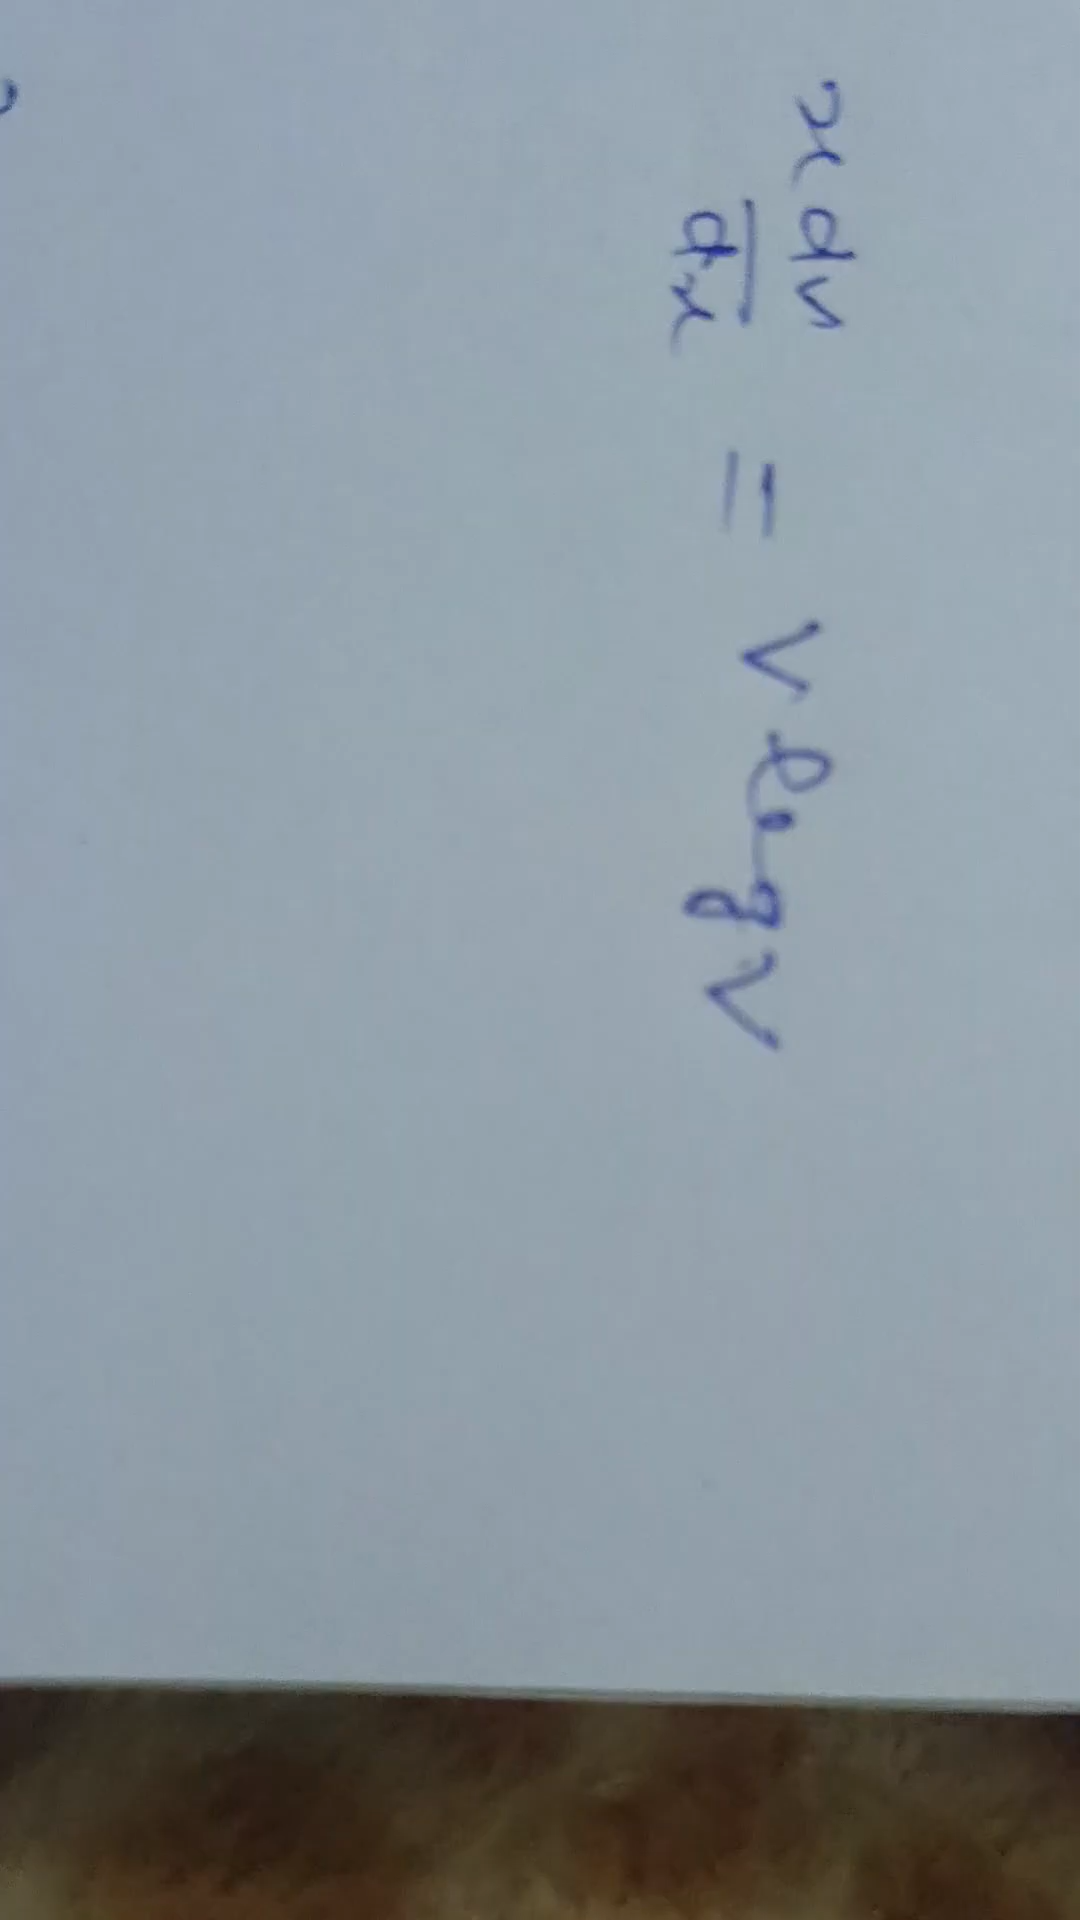 x dv/dx = v log v